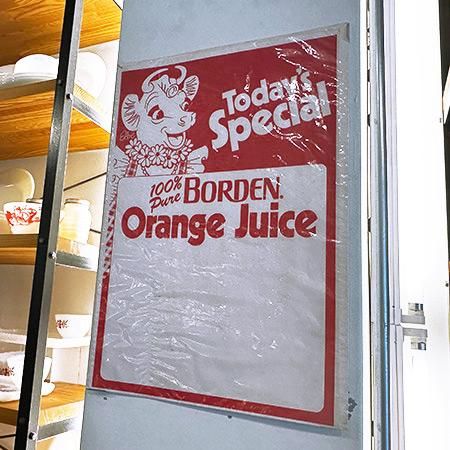 Today's
Special
100%
Pure BORDEN.
Orange Juice